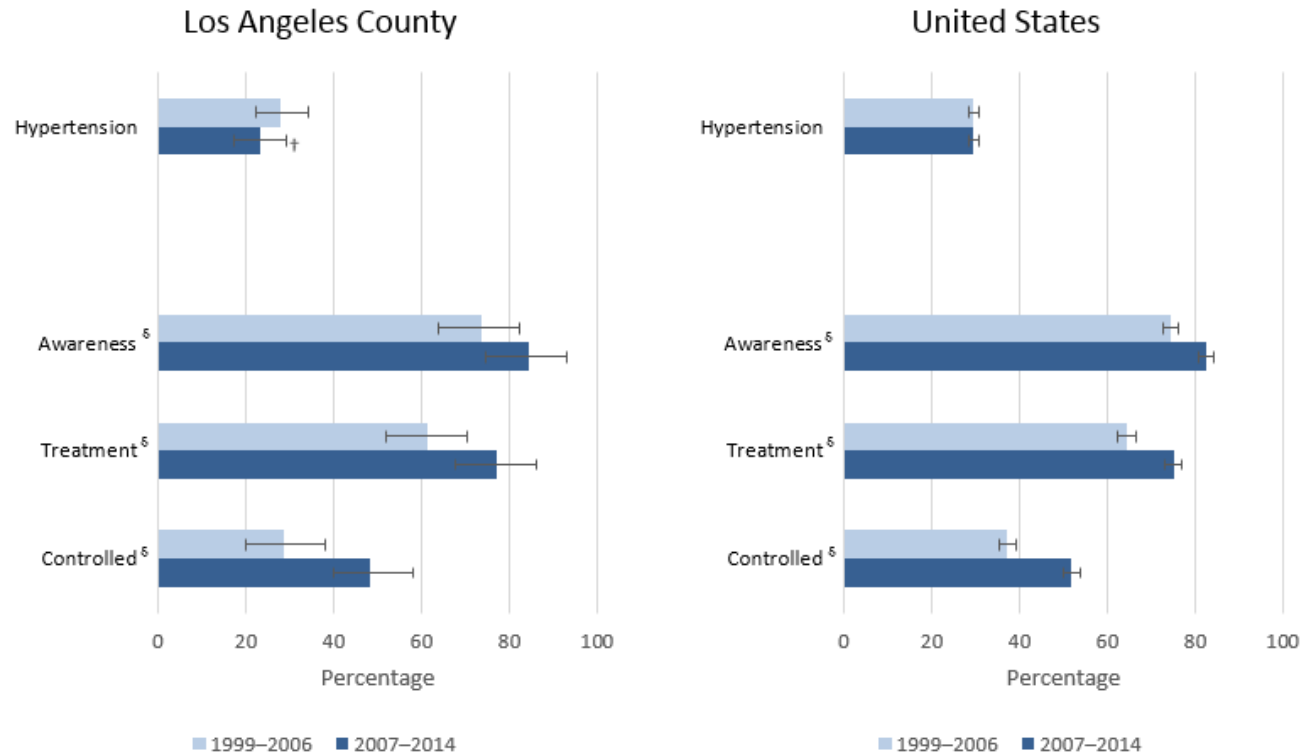 Los Angeles County
Hypertension
†
Awareness δ
Treatment δ
Controlled δ
0 20 40 60 80 100
Percentage
1999–2006 2007–2014
United States
Hypertension
Awareness δ
Treatment δ
Controlled δ
0 20 40 60 80 100
Percentage
1999–2006 2007–2014